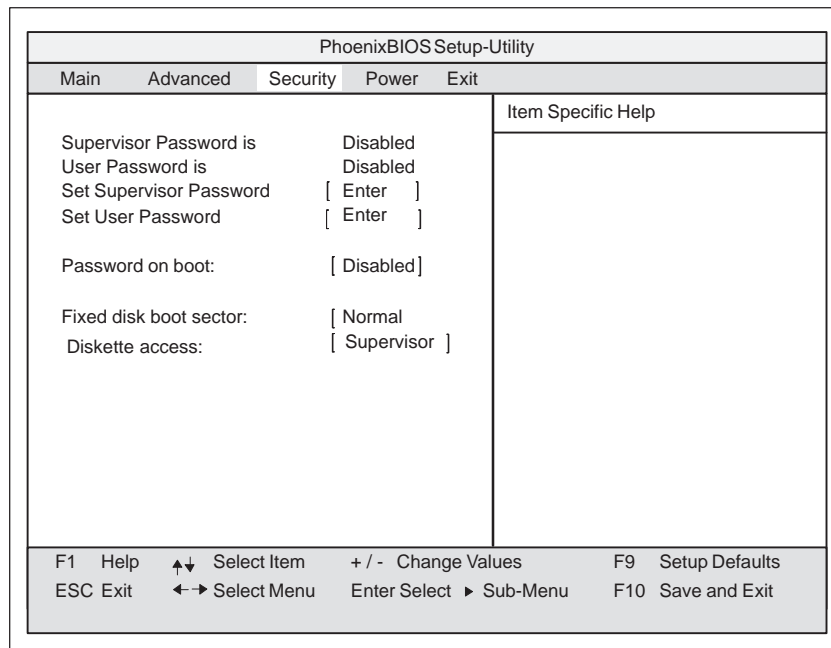 PhoenixBIOS Setup-Utility
Main Advanced Security Power Exit
Item Specific Help
Supervisor Password is Disabled
User Password is Disabled
Set Supervisor Password [ Enter ]
Set User Password [ Enter ]
Password on boot: [ Disabled ]
Fixed disk boot sector: [ Normal
Diskette access: [ Supervisor ]
F1 Help Select Item + / - Change Values F9 Setup Defaults
ESC Exit Select Menu Enter Select Sub-Menu F10 Save and Exit